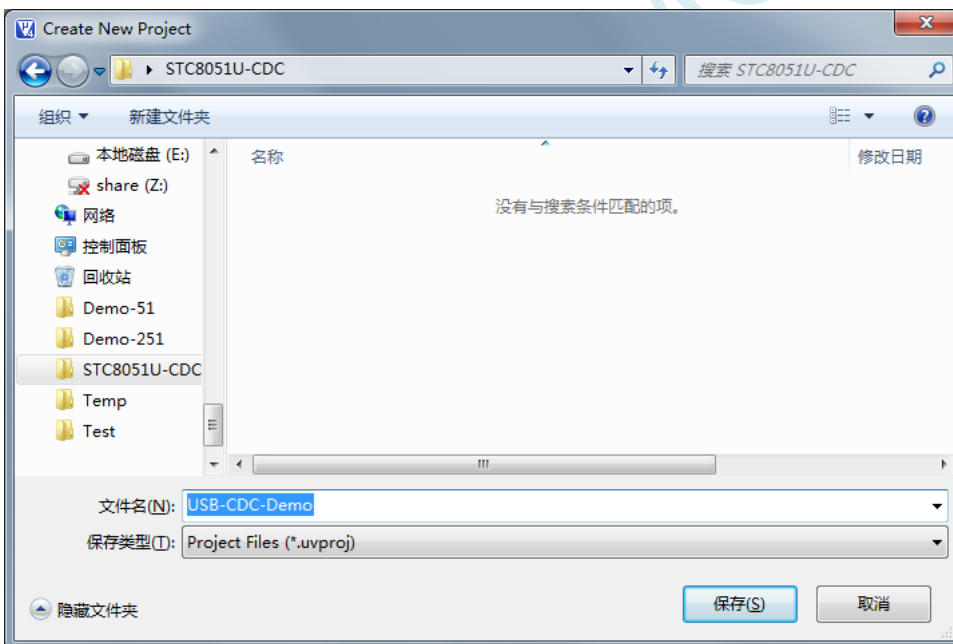 Create New Project
STC8051U-CDC
搜索 STC8051U-CDC
组织
新建文件夹
本地磁盘 (E:)
share (Z:)
网络
控制面板
回收站
Demo-51
Demo-251
STC8051U-CDC
Temp
Test
名称
修改日期
没有与搜索条件匹配的项。
文件名(N): USB-CDC-Demo
保存类型(T): Project Files (*.uvproj)
隐藏文件夹
保存(S)
取消